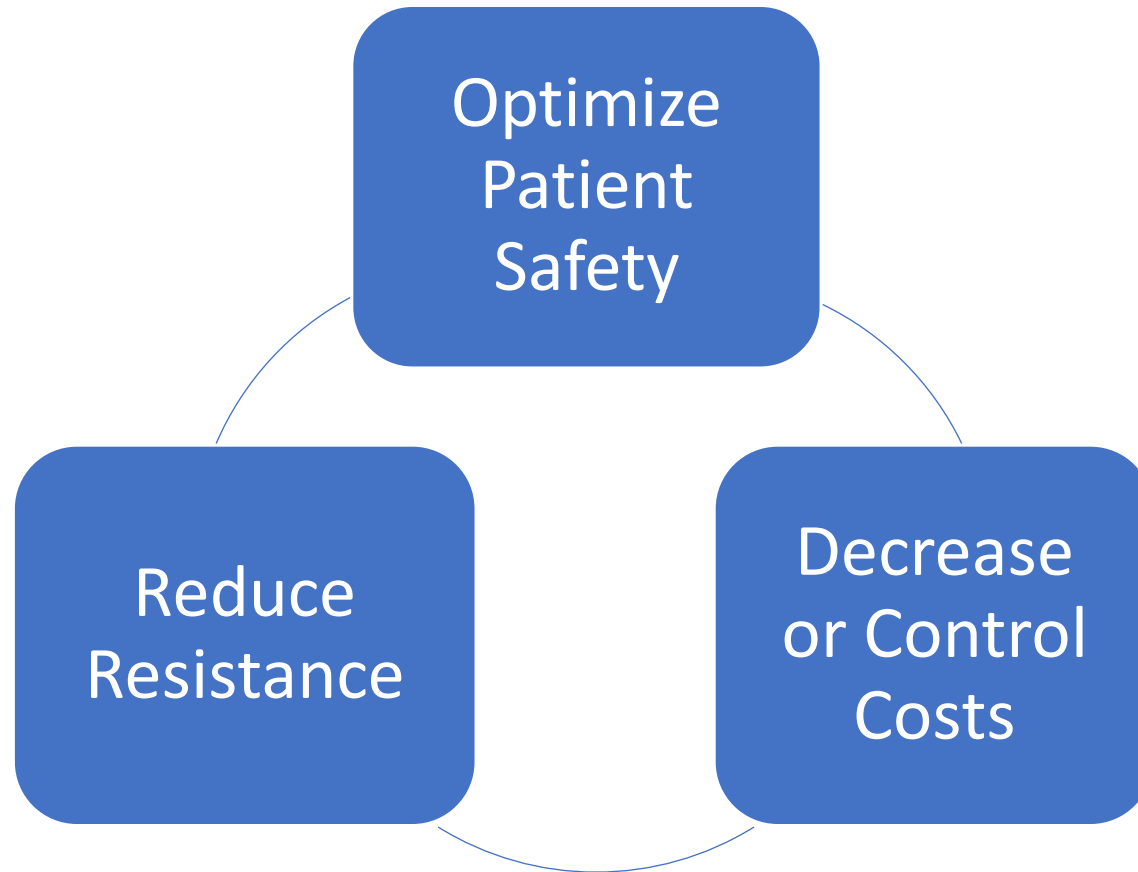 Optimize
Patient
Safety
Reduce
Resistance
Decrease
or Control
Costs